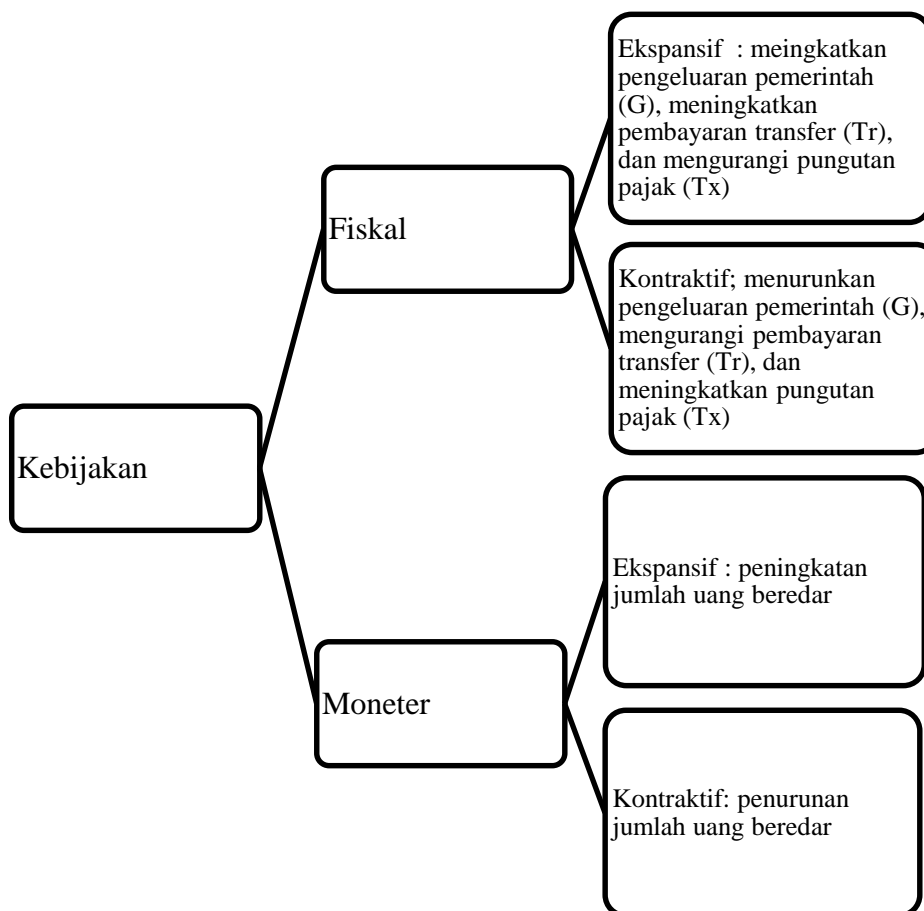 Kebijakan
Fiskal
Ekspansif : meingkatkan
pengeluaran pemerintah
(G), meningkatkan
pembayaran transfer (Tr),
dan mengurangi pungutan
pajak (Tx)
Kontraktif; menurunkan
pengeluaran pemerintah (G),
mengurangi pembayaran
transfer (Tr), dan
meningkatkan pungutan
pajak (Tx)
Moneter
Ekspansif : peningkatan
jumlah uang beredar
Kontraktif: penurunan
jumlah uang beredar